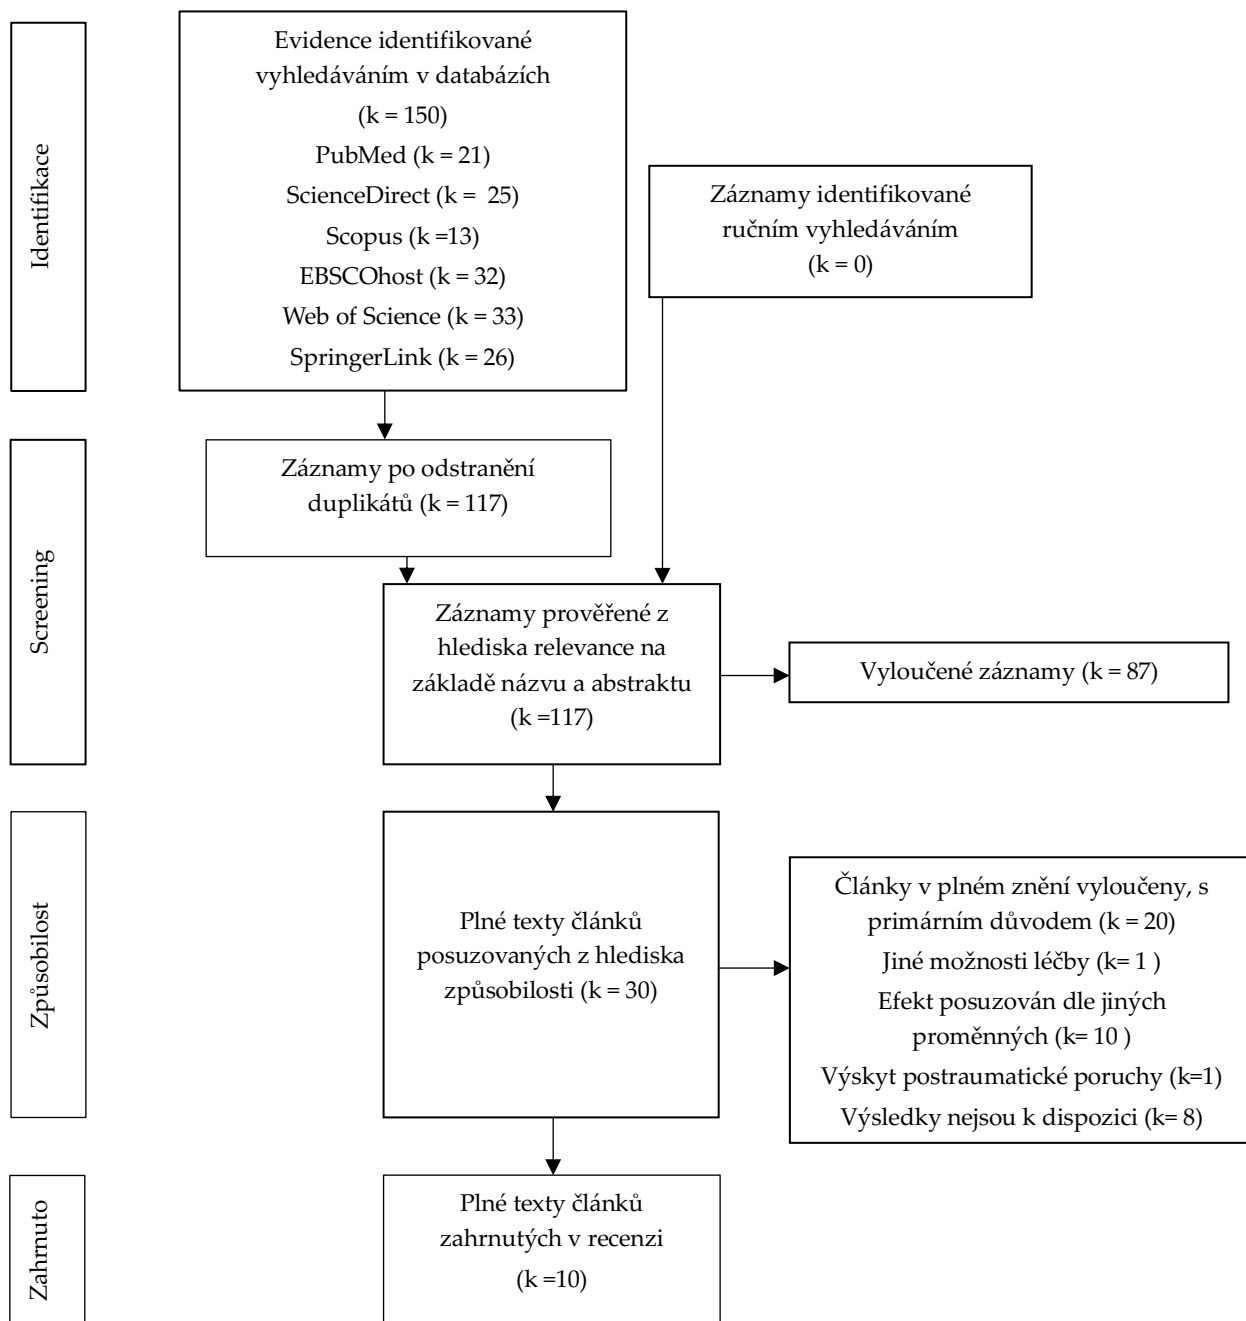 Identifikace
Evidence identifikované
vyhledáváním v databázích
(k = 150)
PubMed (k = 21)
ScienceDirect (k =  25)
Scopus (k =13)
EBSCOhost (k = 32)
Web of Science (k = 33)
SpringerLink (k = 26)
Záznamy identifikované
ručním vyhledáváním
(k = 0)
Screening
Záznamy po odstranění
duplikátů (k = 117)
Záznamy prověřené z
hlediska relevance na
základě názvu a abstraktu
(k =117)
Vyloučené záznamy (k = 87)
Způsobilost
Plné texty článků
posuzovaných z hlediska
způsobilosti (k = 30)
Články v plném znění vyloučeny, s
primárním důvodem (k = 20)
Jiné možnosti léčby (k= 1 )
Efekt posuzován dle jiných
proměnných (k= 10 )
Výskyt postraumatické poruchy (k=1)
Výsledky nejsou k dispozici (k= 8)
Zahrnuto
Plné texty článků
zahrnutých v recenzi
(k =10)